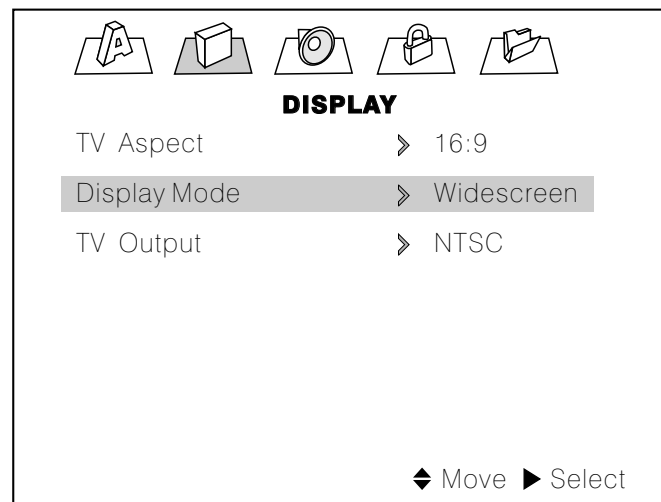 DISPLAY
TV Aspect 16:9
Display Mode Widescreen
TV Output NTSC
Move Select